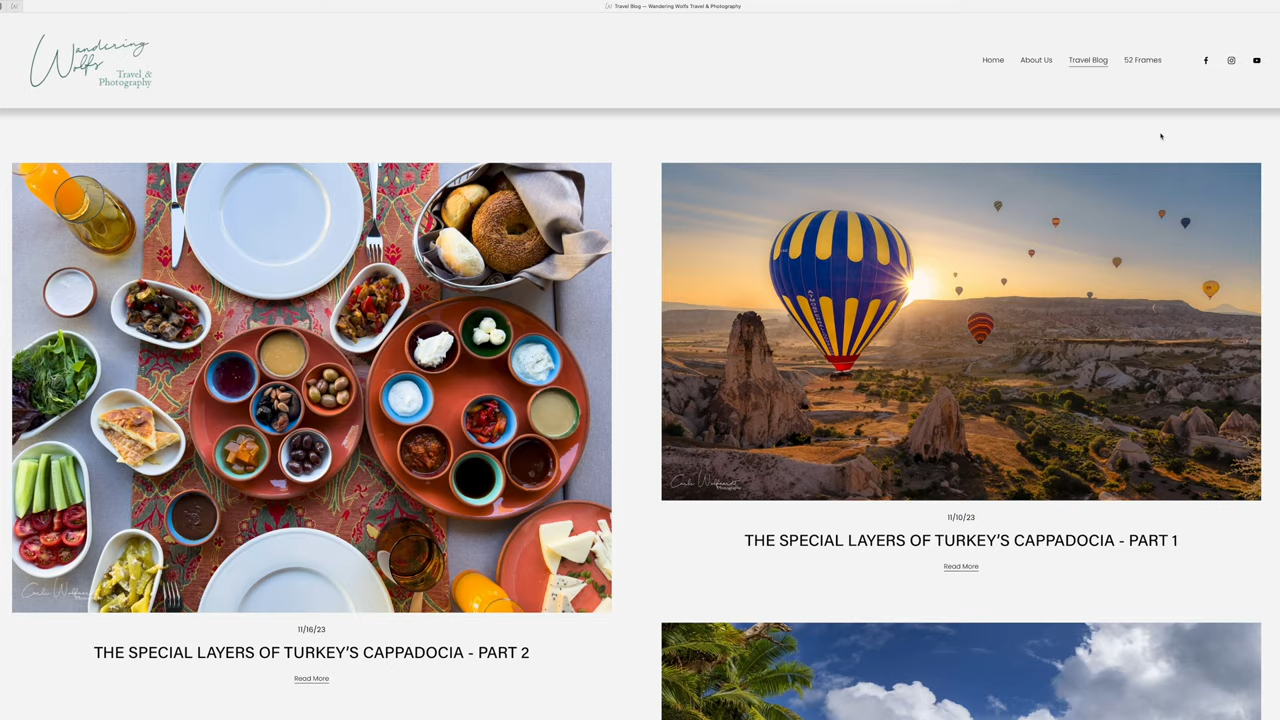 Travel Blog — Wandering Wolfs Travel & Photography
Wandering
Wolfs
Travel &
Photography
Home
About Us
Travel Blog
52 Frames
11/16/23
THE SPECIAL LAYERS OF TURKEY'S CAPPADOCIA - PART 2
Read More
11/10/23
THE SPECIAL LAYERS OF TURKEY'S CAPPADOCIA - PART 1
Read More